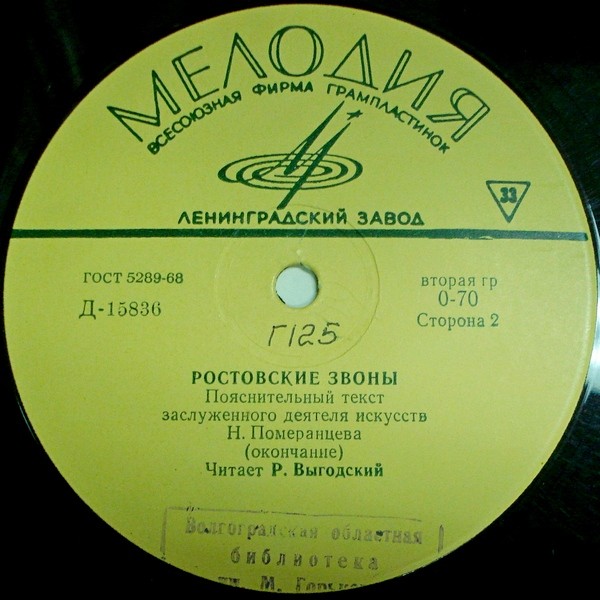 МЕЛОДИЯ
ВСЕСОЮЗНАЯ ФИРМА ГРАМПЛАСТИНОК
ЛЕНИНГРАДСКИЙ ЗАВОД
33
ГОСТ 5289-68
Д-15836
вторая гр
0-70
Сторона 2
Г125
РОСТОВСКИЕ ЗВОНЫ
Пояснительный текст
заслуженного деятеля искусств
Н. Померанцева
(окончание)
Читает Р. Выгодский
Волгоградская областная
библиотека
им. М.